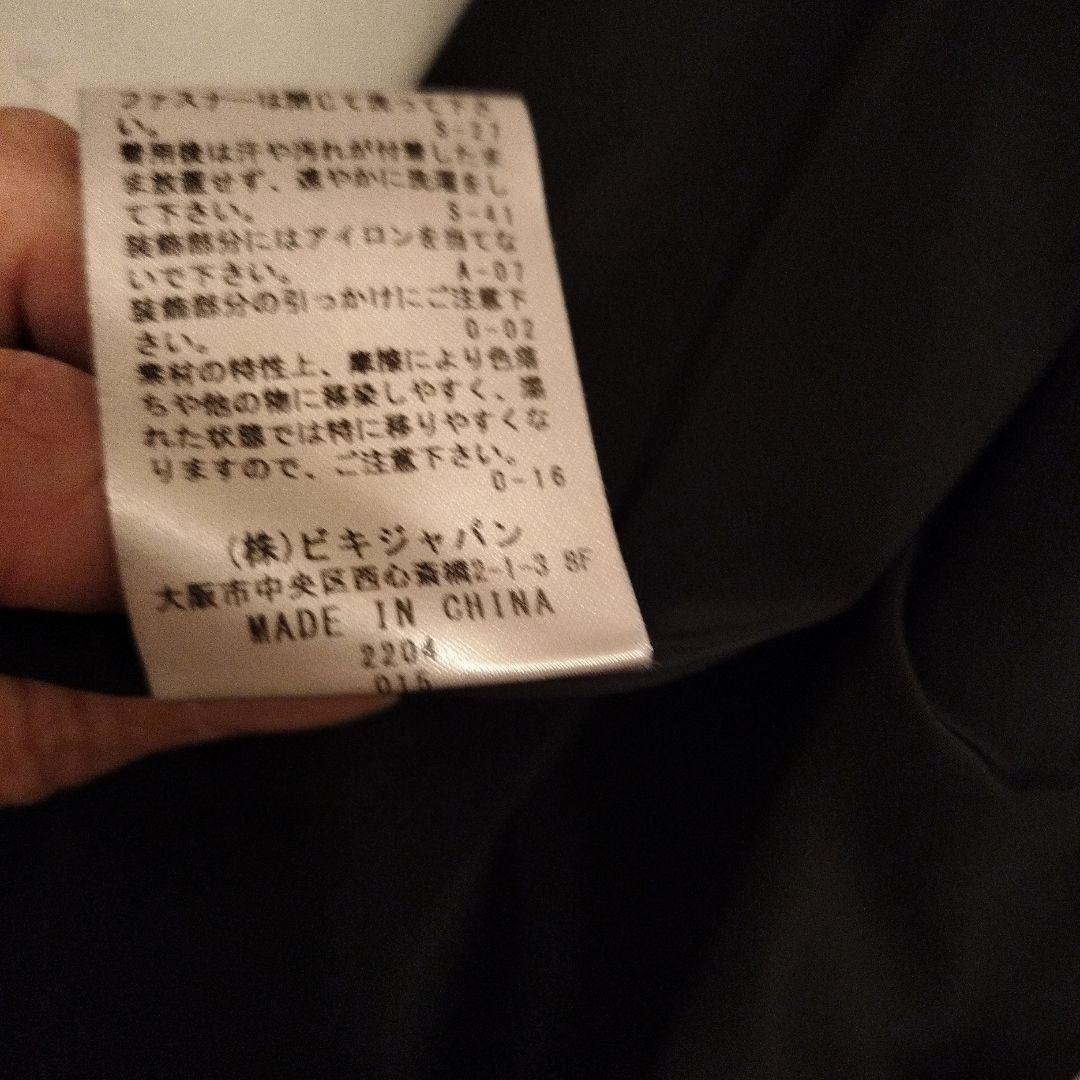 ファスナーは閉じて洗って下さ
い。 S-27
着用後は汗や汚れが付着したま
ま放置せず、速やかに洗濯をし
て下さい。 S-41
装飾部分にはアイロンを当てな
いで下さい。 A-07
装飾部分の引っかけにご注意下
さい。 O-02
素材の特性上、摩擦により色落
ちや他の物に移染しやすく、濡
れた状態では特に移りやすくな
りますので、ご注意下さい。
O-16
(株)ビキジャパン
大阪市中央区西心斎橋2-1-3 8F
MADE IN CHINA
2204
015